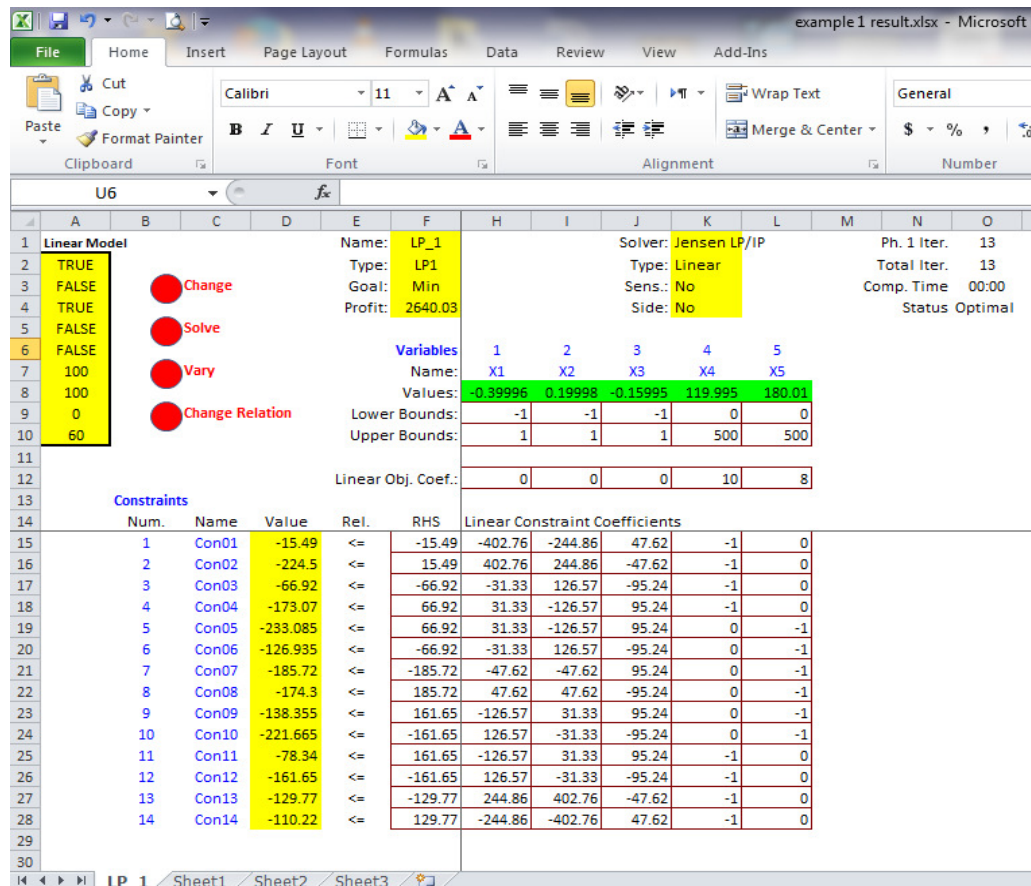 example 1 result.xlsx - Microsoft
File Home Insert Page Layout Formulas Data Review View Add-Ins
Cut
Copy
Format Painter
Paste
Calibri 11 A A
B I U A
Wrap Text
Merge & Center
General
$ % ,
Clipboard Font Alignment Number
U6 fx
A B C D E F H I J K L M N O
1 Linear Model Name: LP_1 Solver: Jensen LP/IP Ph. 1 Iter. 13
2 TRUE Type: LP1 Type: Linear Total Iter. 13
3 FALSE Change Goal: Min Sens.: No Comp. Time 00:00
4 TRUE Profit: 2640.03 Side: No Status Optimal
5 FALSE Solve
6 FALSE Variables 1 2 3 4 5
7 100 Vary Name: X1 X2 X3 X4 X5
8 100 Values: -0.39996 0.19998 -0.15995 119.995 180.01
9 0 Change Relation Lower Bounds: -1 -1 -1 0 0
10 60 Upper Bounds: 1 1 1 500 500
11
12 Linear Obj. Coef.: 0 0 0 10 8
13 Constraints
14 Num. Name Value Rel. RHS Linear Constraint Coefficients
15 1 Con01 -15.49 <= -15.49 -402.76 -244.86 47.62 -1 0
16 2 Con02 -224.5 <= 15.49 402.76 244.86 -47.62 -1 0
17 3 Con03 -66.92 <= -66.92 -31.33 126.57 -95.24 -1 0
18 4 Con04 -173.07 <= 66.92 31.33 -126.57 95.24 -1 0
19 5 Con05 -233.085 <= 66.92 31.33 -126.57 95.24 0 -1
20 6 Con06 -126.935 <= -66.92 -31.33 126.57 -95.24 0 -1
21 7 Con07 -185.72 <= -185.72 -47.62 -47.62 95.24 0 -1
22 8 Con08 -174.3 <= 185.72 47.62 47.62 -95.24 0 -1
23 9 Con09 -138.355 <= 161.65 -126.57 31.33 95.24 0 -1
24 10 Con10 -221.665 <= -161.65 126.57 -31.33 -95.24 0 -1
25 11 Con11 -78.34 <= 161.65 -126.57 31.33 95.24 -1 0
26 12 Con12 -161.65 <= -161.65 126.57 -31.33 -95.24 -1 0
27 13 Con13 -129.77 <= -129.77 244.86 402.76 -47.62 -1 0
28 14 Con14 -110.22 <= 129.77 -244.86 -402.76 47.62 -1 0
29
30
LP_1 Sheet1 Sheet2 Sheet3